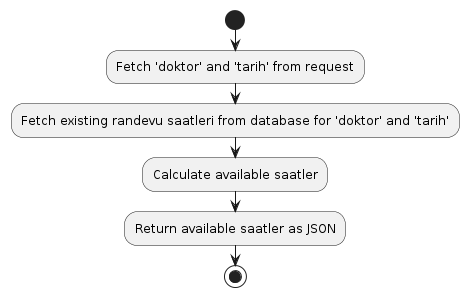 Fetch 'doktor' and 'tarih' from request
Fetch existing randevu saatleri from database for 'doktor' and 'tarih'
Calculate available saatler
Return available saatler as JSON